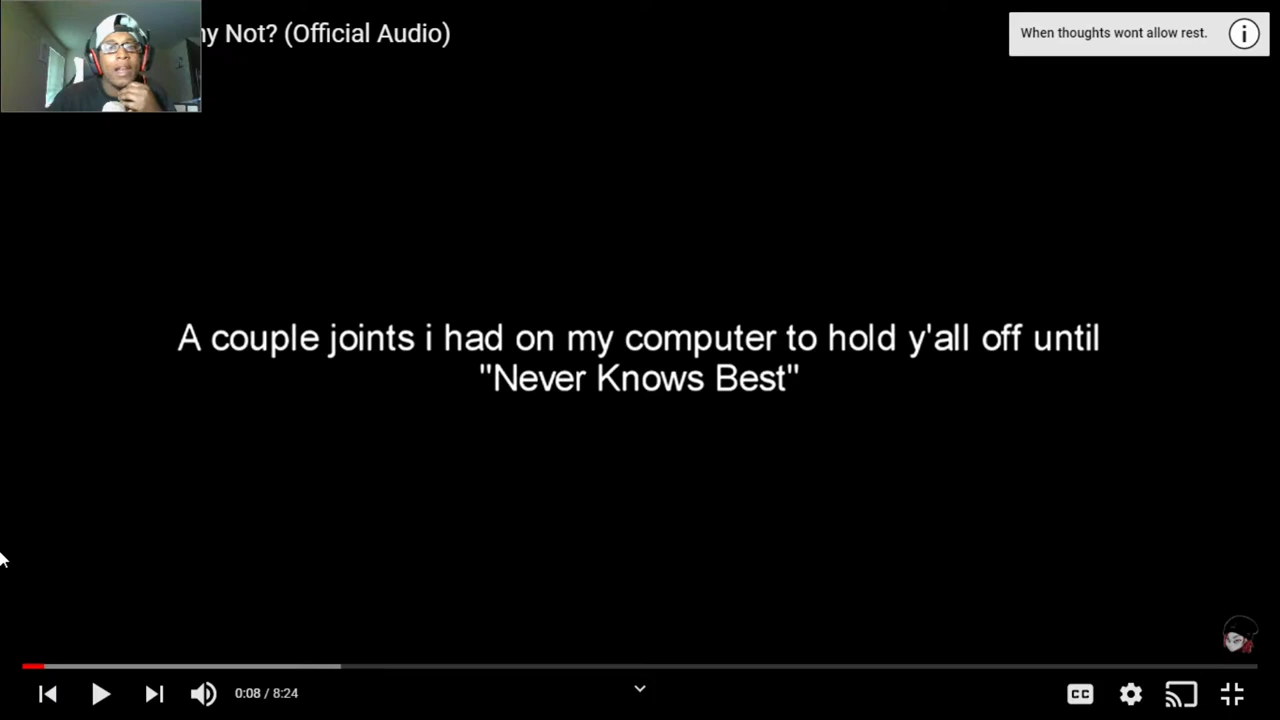 ny Not? (Official Audio)
When thoughts wont allow rest.
A couple joints i had on my computer to hold y'all off until
"Never Knows Best"
0:08 / 8:24
CC